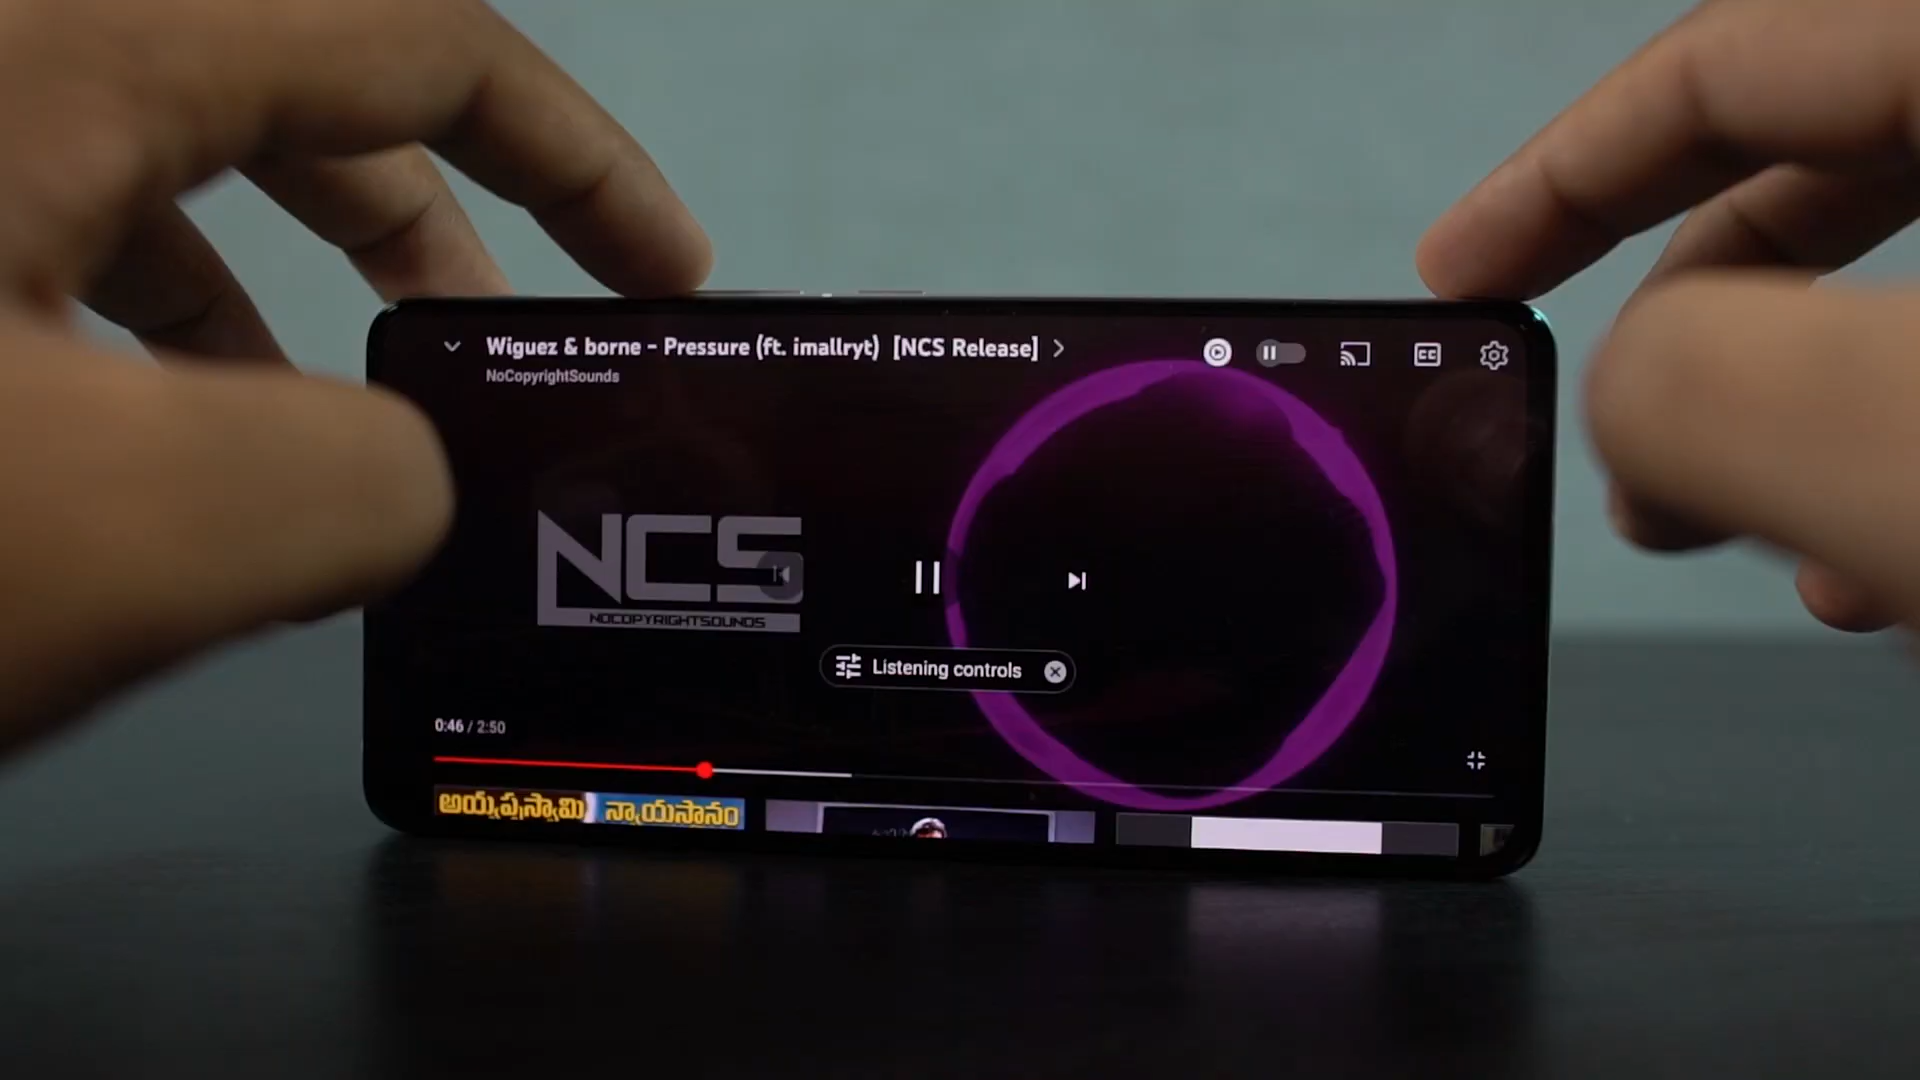 Wiguez & borne - Pressure (ft. imallryt) [NCS Release]
NoCopyrightSounds
CC
NCS
NOCOPYRIGHTSOUNDS
Listening controls
0:46 / 2:50
అయ్యప్పస్వామి న్యాయస్థానం